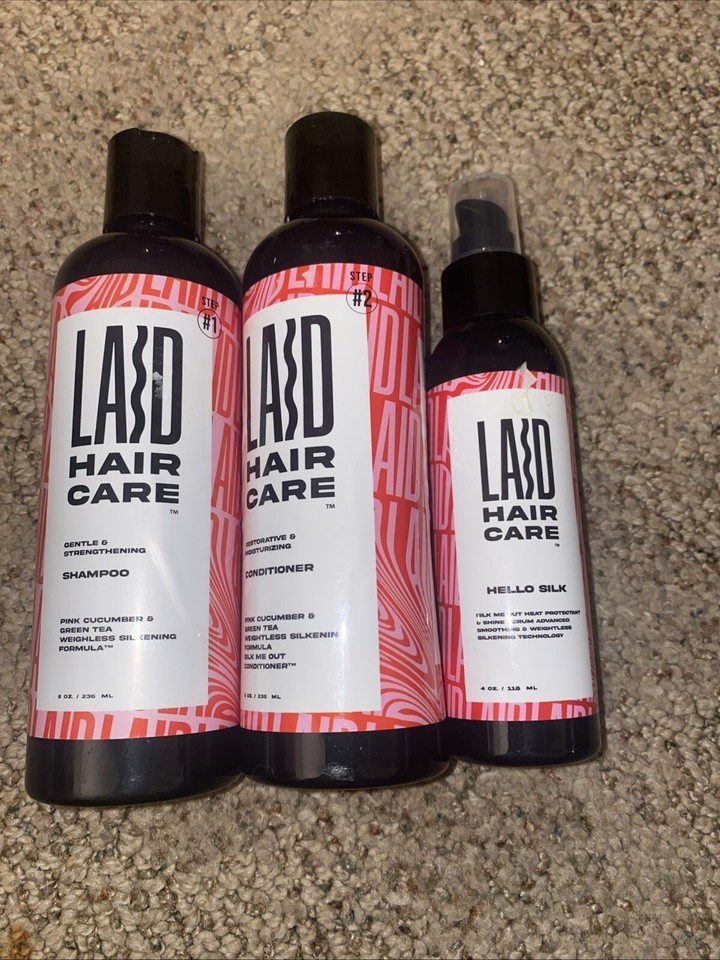 STEP
#1
LAID
HAIR
CARE
TM
GENTLE &
STRENGTHENING
SHAMPOO
PINK CUCUMBER &
GREEN TEA
WEIGHLESS SILKENING
FORMULA™
8 OZ. / 236 ML
STEP
#2
LAID
HAIR
CARE
TM
RESTORATIVE &
MOISTURIZING
CONDITIONER
PINK CUCUMBER &
GREEN TEA
WEIGHTLESS SILKENIN
FORMULA
SILK ME OUT
CONDITIONER™
OZ. / 236 ML
LAID
HAIR
CARE
HELLO SILK
SILK ME OUT HEAT PROTECTANT
& SHINE SERUM ADVANCED
SMOOTHING & WEIGHTLESS
SILKENING TECHNOLOGY
4 OZ. / 118 ML